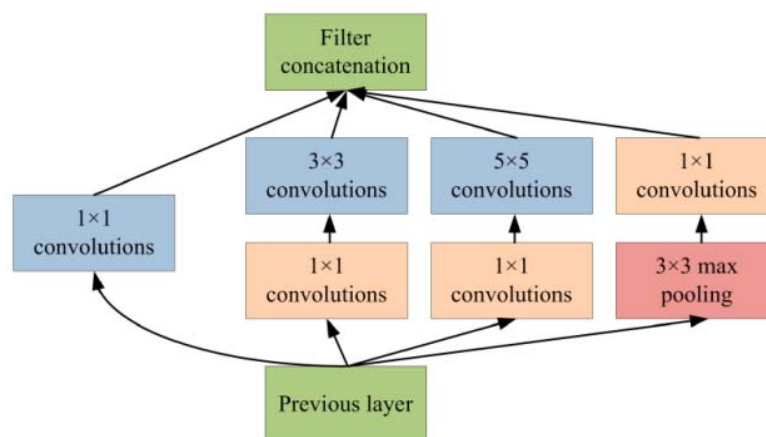 Filter
concatenation
3×3
convolutions
5×5
convolutions
1×1
convolutions
1×1
convolutions
1×1
convolutions
1×1
convolutions
3×3 max
pooling
Previous layer